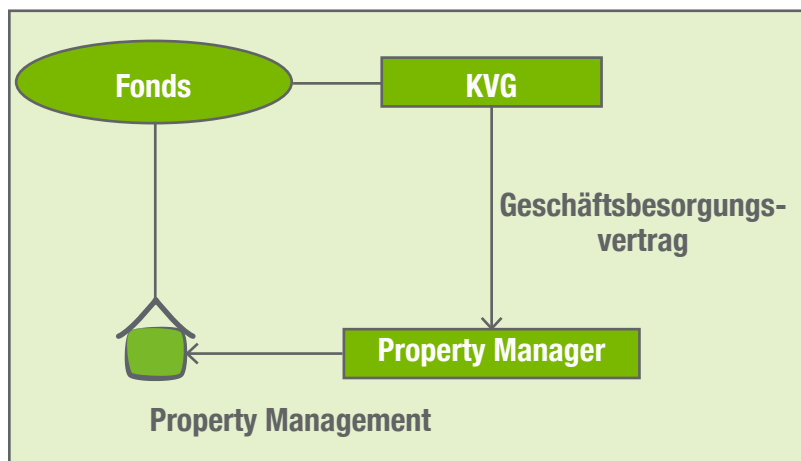 Fonds
KVG
Geschäftsbesorgungs-
vertrag
Property Manager
Property Management